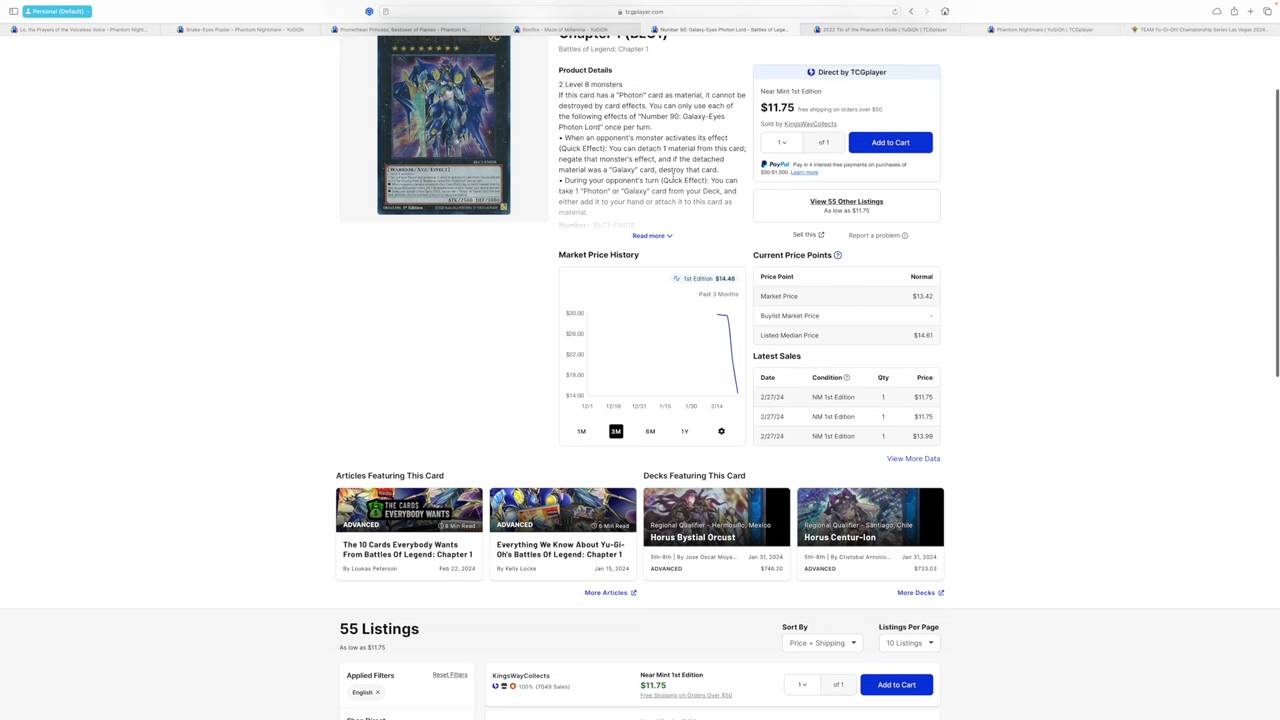 Personal (Default)
tcgplayer.com
Lo, the Prayers of the Voiceless Voice - Phantom Night...
Snake-Eyes Poplar - Phantom Nightmare - YuGiOh
Promethean Princess, Bestower of Flames - Phantom N...
Bonfire - Maze of Millennia - YuGiOh
Number 90: Galaxy-Eyes Photon Lord - Battles of Lege...
2022 Tin of the Pharaoh's Gods | YuGiOh | TCGplayer
Phantom Nightmare | YuGiOh | TCGplayer
TEAM Yu-Gi-Oh! Championship Series Las Vegas 2024...
Chapter 1 (BLC1)
Battles of Legend: Chapter 1
Product Details
2 Level 8 monsters
If this card has a "Photon" card as material, it cannot be
destroyed by card effects. You can only use each of
the following effects of "Number 90: Galaxy-Eyes
Photon Lord" once per turn.
• When an opponent's monster activates its effect
(Quick Effect): You can detach 1 material from this card;
negate that monster's effect, and if the detached
material was a "Galaxy" card, destroy that card.
• During your opponent's turn (Quick Effect): You can
take 1 "Photon" or "Galaxy" card from your Deck, and
either add it to your hand or attach it to this card as
material.
Number:
Read more
Direct by TCGplayer
Near Mint 1st Edition
$11.75 free shipping on orders over $50
Sold by KingsWayCollects
1 of 1 Add to Cart
PayPal Pay in 4 interest-free payments on purchases of
$30-$1,500. Learn more
View 55 Other Listings
As low as $11.75
Sell this Report a problem
Market Price History
1st Edition $14.48
Past 3 Months
$30.00
$26.00
$22.00
$18.00
$14.00
12/1 12/16 12/31 1/15 1/30 2/14
1M 3M 6M 1Y
Current Price Points
Price Point Normal
Market Price $13.42
Buylist Market Price -
Listed Median Price $14.61
Latest Sales
Date Condition Qty Price
2/27/24 NM 1st Edition 1 $11.75
2/27/24 NM 1st Edition 1 $11.75
2/27/24 NM 1st Edition 1 $13.99
View More Data
Articles Featuring This Card
ADVANCED 8 Min Read
The 10 Cards Everybody Wants
From Battles Of Legend: Chapter 1
By Loukas Peterson Feb 22, 2024
ADVANCED 6 Min Read
Everything We Know About Yu-Gi-
Oh's Battles of Legend: Chapter 1
By Kelly Locke Jan 15, 2024
More Articles
Decks Featuring This Card
Regional Qualifier - Hermosillo, Mexico
Horus Bystial Orcust
5th-8th | By Jose Oscar Moya... Jan 31, 2024
ADVANCED $746.20
Regional Qualifier - Santiago, Chile
Horus Centur-Ion
5th-8th | By Cristobal Antonio... Jan 31, 2024
ADVANCED $733.03
More Decks
55 Listings
As low as $11.75
Sort By
Price + Shipping
Listings Per Page
10 Listings
Applied Filters Reset Filters
English ×
KingsWayCollects
100% (7049 Sales)
Near Mint 1st Edition
$11.75
Free Shipping on Orders Over $50
1 of 1 Add to Cart